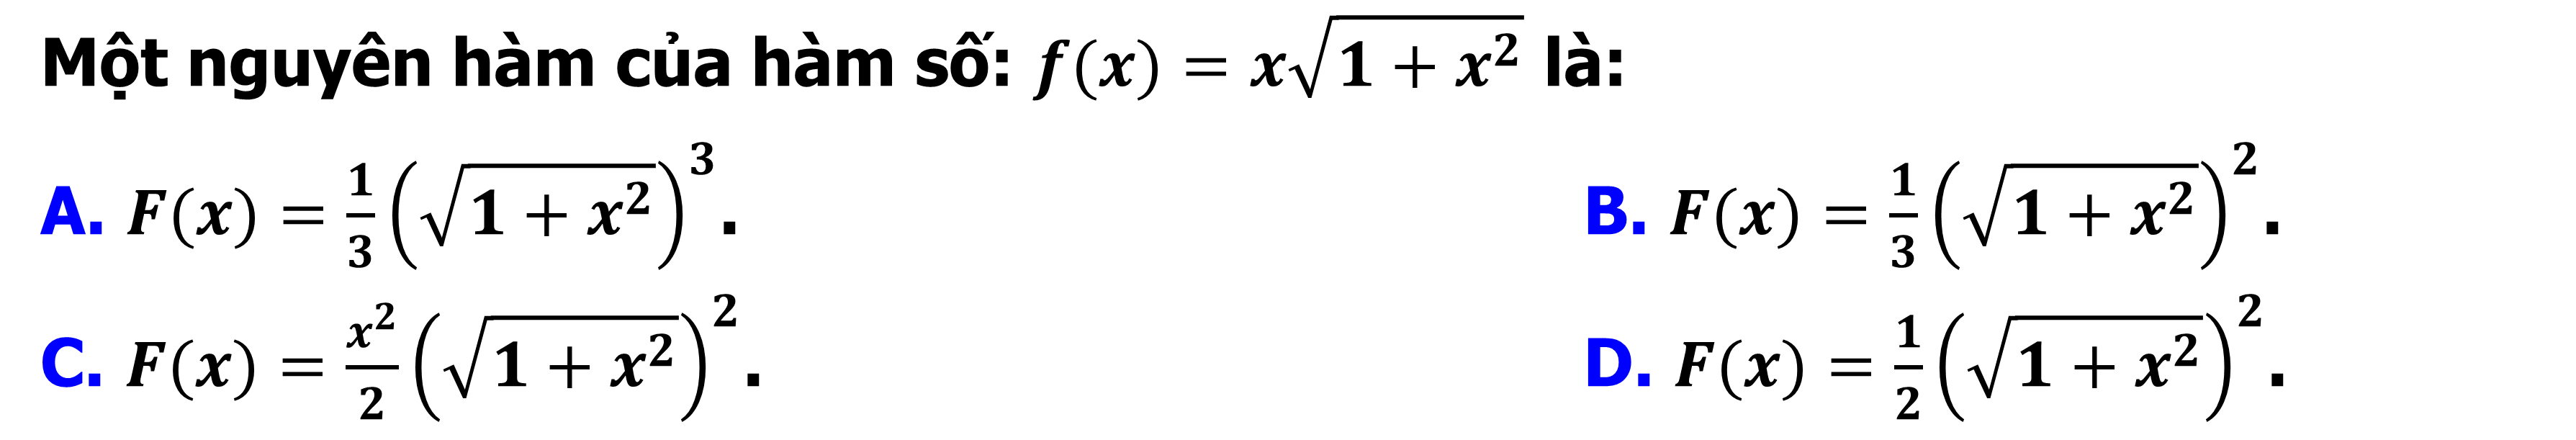 Một nguyên hàm của hàm số: f(x) = x√(1 + x²) là:
A. F(x) = 1/3 (√(1 + x²))³. B. F(x) = 1/3 (√(1 + x²))².
C. F(x) = x²/2 (√(1 + x²))². D. F(x) = 1/2 (√(1 + x²))².